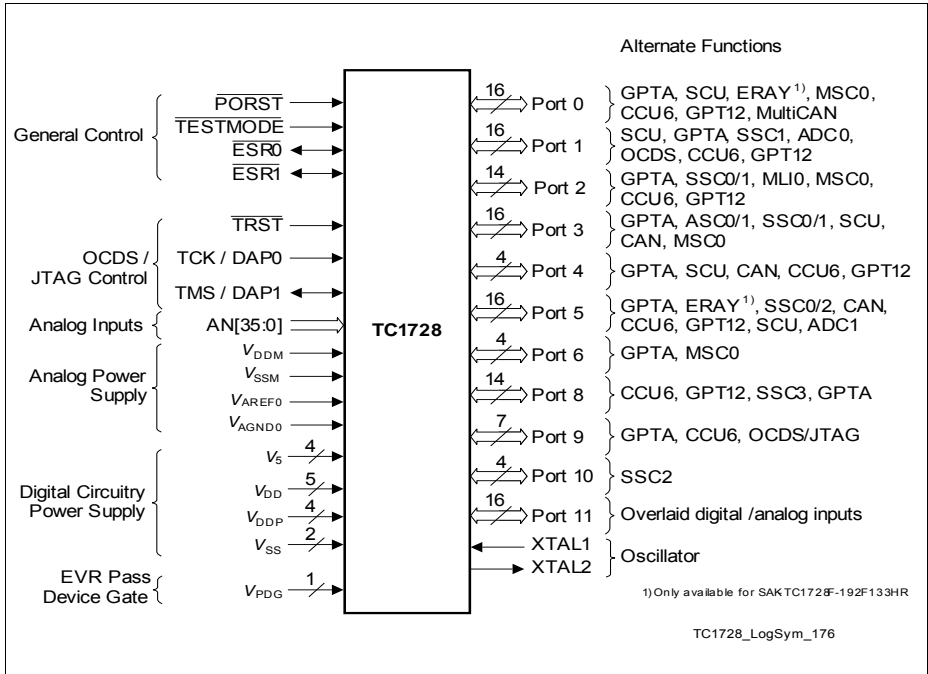 Alternate Functions
General Control
PORST
TESTMODE
ESR0
ESR1
OCDS /
JTAG Control
TRST
TCK / DAP0
TMS / DAP1
Analog Inputs
AN[35:0]
Analog Power
Supply
VDDM
VSSM
VAREF0
VAGND0
Digital Circuitry
Power Supply
V5
4
VDD
5
VDDP
4
VSS
2
EVR Pass
Device Gate
VPDG
1
TC1728
16
Port 0
GPTA, SCU, ERAY 1), MSC0,
CCU6, GPT12, MultiCAN
16
Port 1
SCU, GPTA, SSC1, ADC0,
OCDS, CCU6, GPT12
14
Port 2
GPTA, SSC0/1, MLI0, MSC0,
CCU6, GPT12
16
Port 3
GPTA, ASC0/1, SSC0/1, SCU,
CAN, MSC0
4
Port 4
GPTA, SCU, CAN, CCU6, GPT12
16
Port 5
GPTA, ERAY 1), SSC0/2, CAN,
CCU6, GPT12, SCU, ADC1
4
Port 6
GPTA, MSC0
14
Port 8
CCU6, GPT12, SSC3, GPTA
7
Port 9
GPTA, CCU6, OCDS/JTAG
4
Port 10
SSC2
16
Port 11
Overlaid digital /analog inputs
XTAL1
XTAL2
Oscillator
1) Only available for SAK-TC1728F-192F133HR
TC1728_LogSym_176